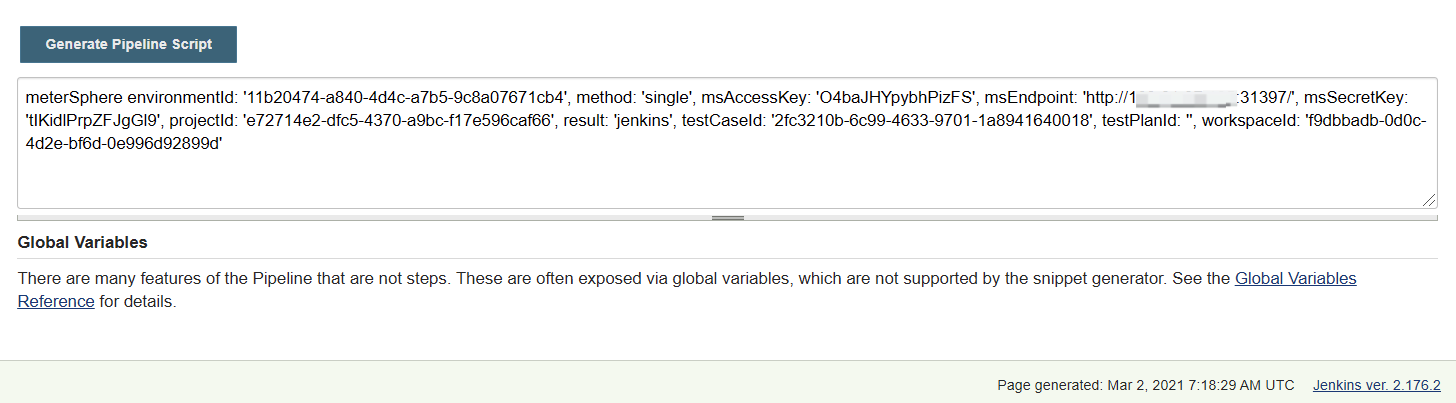 Generate Pipeline Script
meterSphere environmentId: '11b20474-a840-4d4c-a7b5-9c8a07671cb4', method: 'single', msAccessKey: 'O4baJHYpybhPizFS', msEndpoint: 'http://1 :31397/', msSecretKey:
'tIKidlPrpZFJgGl9', projectId: 'e72714e2-dfc5-4370-a9bc-f17e596caf66', result: 'jenkins', testCaseId: '2fc3210b-6c99-4633-9701-1a8941640018', testPlanId: '', workspaceId: 'f9dbbadb-0d0c-
4d2e-bf6d-0e996d92899d'
Global Variables
There are many features of the Pipeline that are not steps. These are often exposed via global variables, which are not supported by the snippet generator. See the Global Variables
Reference for details.
Page generated: Mar 2, 2021 7:18:29 AM UTC Jenkins ver. 2.176.2